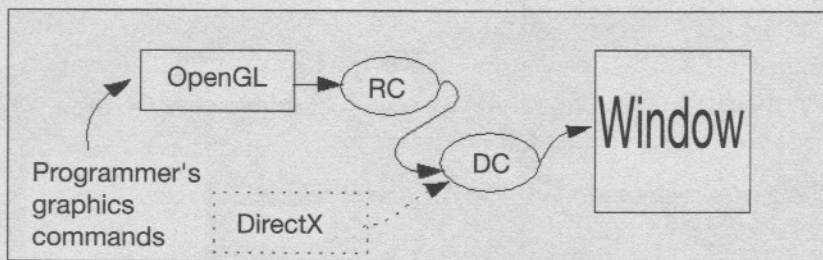 OpenGL
RC
Window
DC
Programmer's
graphics
commands
DirectX